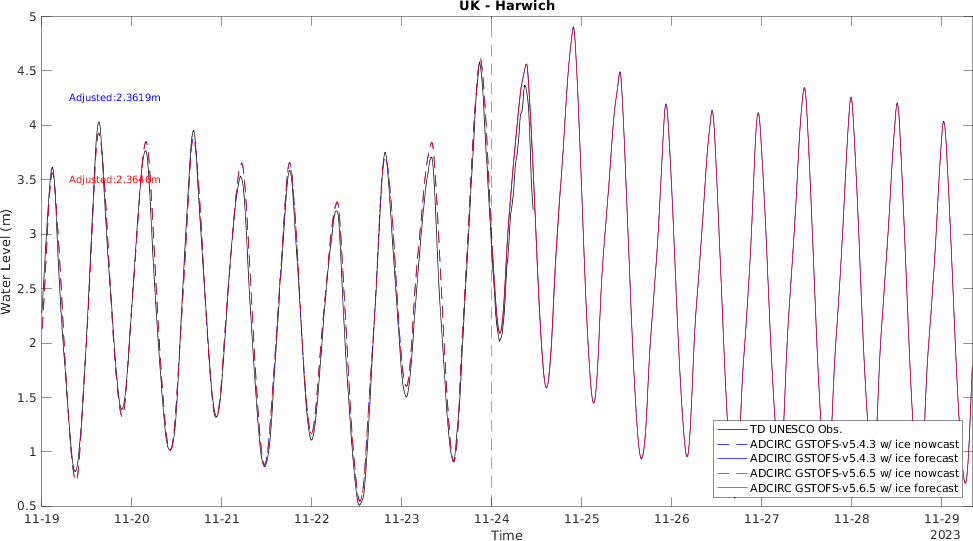 UK - Harwich
5
4.5
4
3.5
3
2.5
2
1.5
1
0.5
Water Level (m)
Adjusted:2.3619m
Adjusted:2.3646m
TD UNESCO Obs.
ADCIRC GSTOFS-v5.4.3 w/ ice nowcast
ADCIRC GSTOFS-v5.4.3 w/ ice forecast
ADCIRC GSTOFS-v5.6.5 w/ ice nowcast
ADCIRC GSTOFS-v5.6.5 w/ ice forecast
11-19 11-20 11-21 11-22 11-23 11-24 11-25 11-26 11-27 11-28 11-29
Time 2023